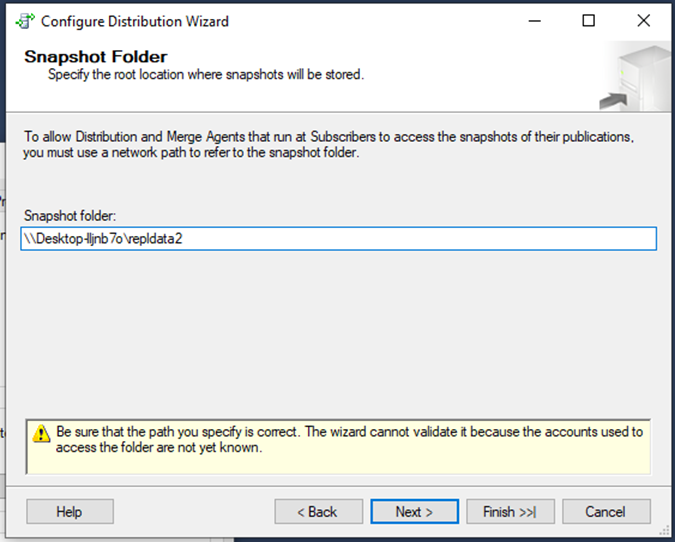 Configure Distribution Wizard
Snapshot Folder
Specify the root location where snapshots will be stored.
To allow Distribution and Merge Agents that run at Subscribers to access the snapshots of their publications,
you must use a network path to refer to the snapshot folder.
Snapshot folder:
\\Desktop-lljnb7o\repldata2
Be sure that the path you specify is correct. The wizard cannot validate it because the accounts used to
access the folder are not yet known.
Help
< Back
Next >
Finish >>|
Cancel